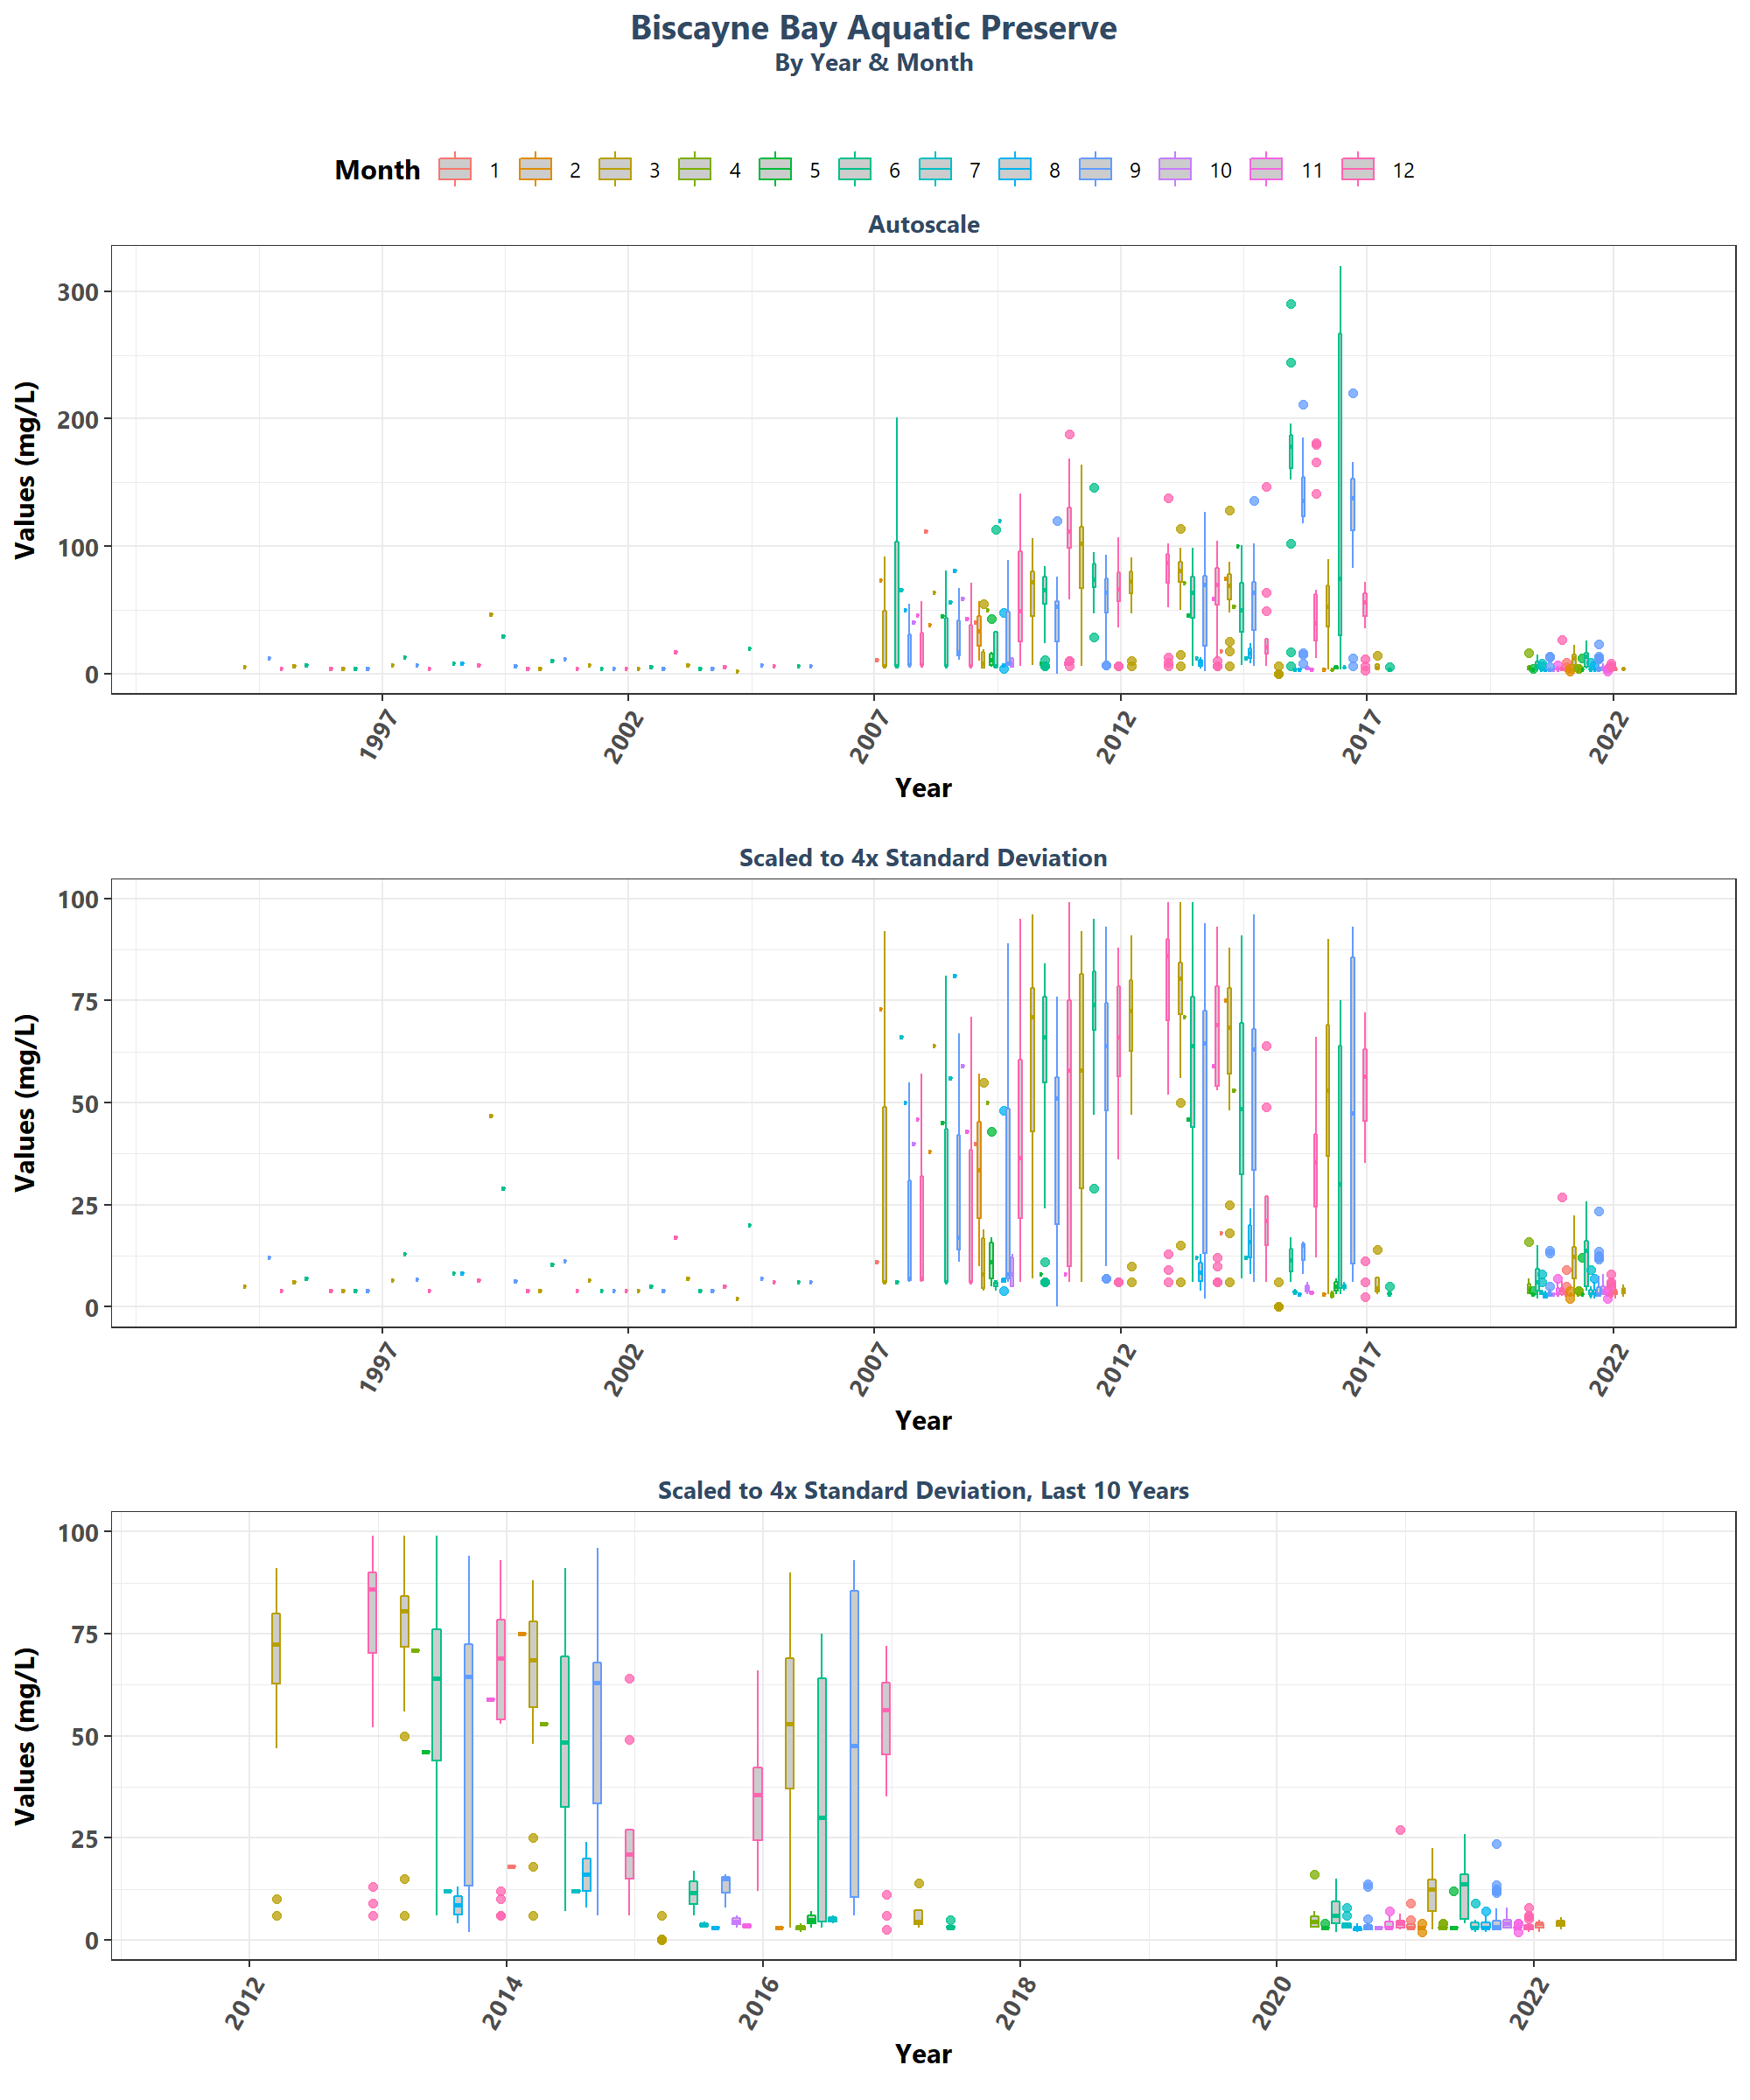 Biscayne Bay Aquatic Preserve
By Year & Month
Month 1 2 3 4 5 6 7 8 9 10 11 12
Autoscale
Values (mg/L)
300
200
100
0
1997 2002 2007 2012 2017 2022
Year
Scaled to 4x Standard Deviation
Values (mg/L)
100
75
50
25
0
1997 2002 2007 2012 2017 2022
Year
Scaled to 4x Standard Deviation, Last 10 Years
Values (mg/L)
100
75
50
25
0
2012 2014 2016 2018 2020 2022
Year